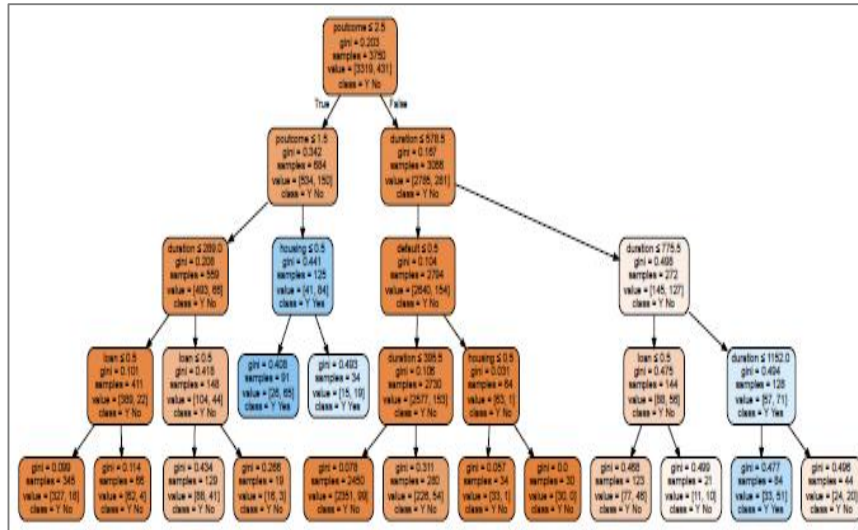 poutcome ≤ 2.5
gini = 0.203
samples = 3750
value = [3319, 431]
class = Y No
True
False
poutcome ≤ 1.5
gini = 0.342
samples = 684
value = [534, 150]
class = Y No
duration ≤ 578.5
gini = 0.167
samples = 3066
value = [2785, 281]
class = Y No
duration ≤ 289.0
gini = 0.208
samples = 559
value = [493, 66]
class = Y No
housing ≤ 0.5
gini = 0.441
samples = 125
value = [41, 84]
class = Y Yes
default ≤ 0.5
gini = 0.104
samples = 2794
value = [2640, 154]
class = Y No
duration ≤ 775.5
gini = 0.498
samples = 272
value = [145, 127]
class = Y No
loan ≤ 0.5
gini = 0.101
samples = 411
value = [389, 22]
class = Y No
loan ≤ 0.5
gini = 0.418
samples = 148
value = [104, 44]
class = Y No
gini = 0.408
samples = 91
value = [26, 65]
class = Y Yes
gini = 0.493
samples = 34
value = [15, 19]
class = Y Yes
duration ≤ 395.5
gini = 0.106
samples = 2730
value = [2577, 153]
class = Y No
housing ≤ 0.5
gini = 0.031
samples = 64
value = [63, 1]
class = Y No
loan ≤ 0.5
gini = 0.475
samples = 144
value = [88, 56]
class = Y No
duration ≤ 1152.0
gini = 0.494
samples = 128
value = [57, 71]
class = Y Yes
gini = 0.099
samples = 345
value = [327, 18]
class = Y No
gini = 0.114
samples = 66
value = [62, 4]
class = Y No
gini = 0.434
samples = 129
value = [88, 41]
class = Y No
gini = 0.266
samples = 19
value = [16, 3]
class = Y No
gini = 0.078
samples = 2450
value = [2351, 99]
class = Y No
gini = 0.311
samples = 280
value = [226, 54]
class = Y No
gini = 0.057
samples = 34
value = [33, 1]
class = Y No
gini = 0.0
samples = 30
value = [30, 0]
class = Y No
gini = 0.468
samples = 123
value = [77, 46]
class = Y No
gini = 0.499
samples = 21
value = [11, 10]
class = Y No
gini = 0.477
samples = 84
value = [33, 51]
class = Y Yes
gini = 0.496
samples = 44
value = [24, 20]
class = Y No